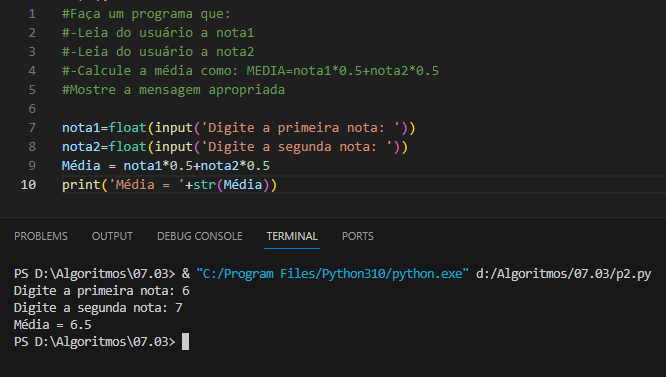 1 #Faça um programa que:
2 #-Leia do usuário a nota1
3 #-Leia do usuário a nota2
4 #-Calcule a média como: MEDIA=nota1*0.5+nota2*0.5
5 #Mostre a mensagem apropriada
6
7 nota1=float(input('Digite a primeira nota: '))
8 nota2=float(input('Digite a segunda nota: '))
9 Média = nota1*0.5+nota2*0.5
10 print('Média = '+str(Média))
PROBLEMS OUTPUT DEBUG CONSOLE TERMINAL PORTS
PS D:\Algoritmos\07.03> & "C:/Program Files/Python310/python.exe" d:/Algoritmos/07.03/p2.py
Digite a primeira nota: 6
Digite a segunda nota: 7
Média = 6.5
PS D:\Algoritmos\07.03>